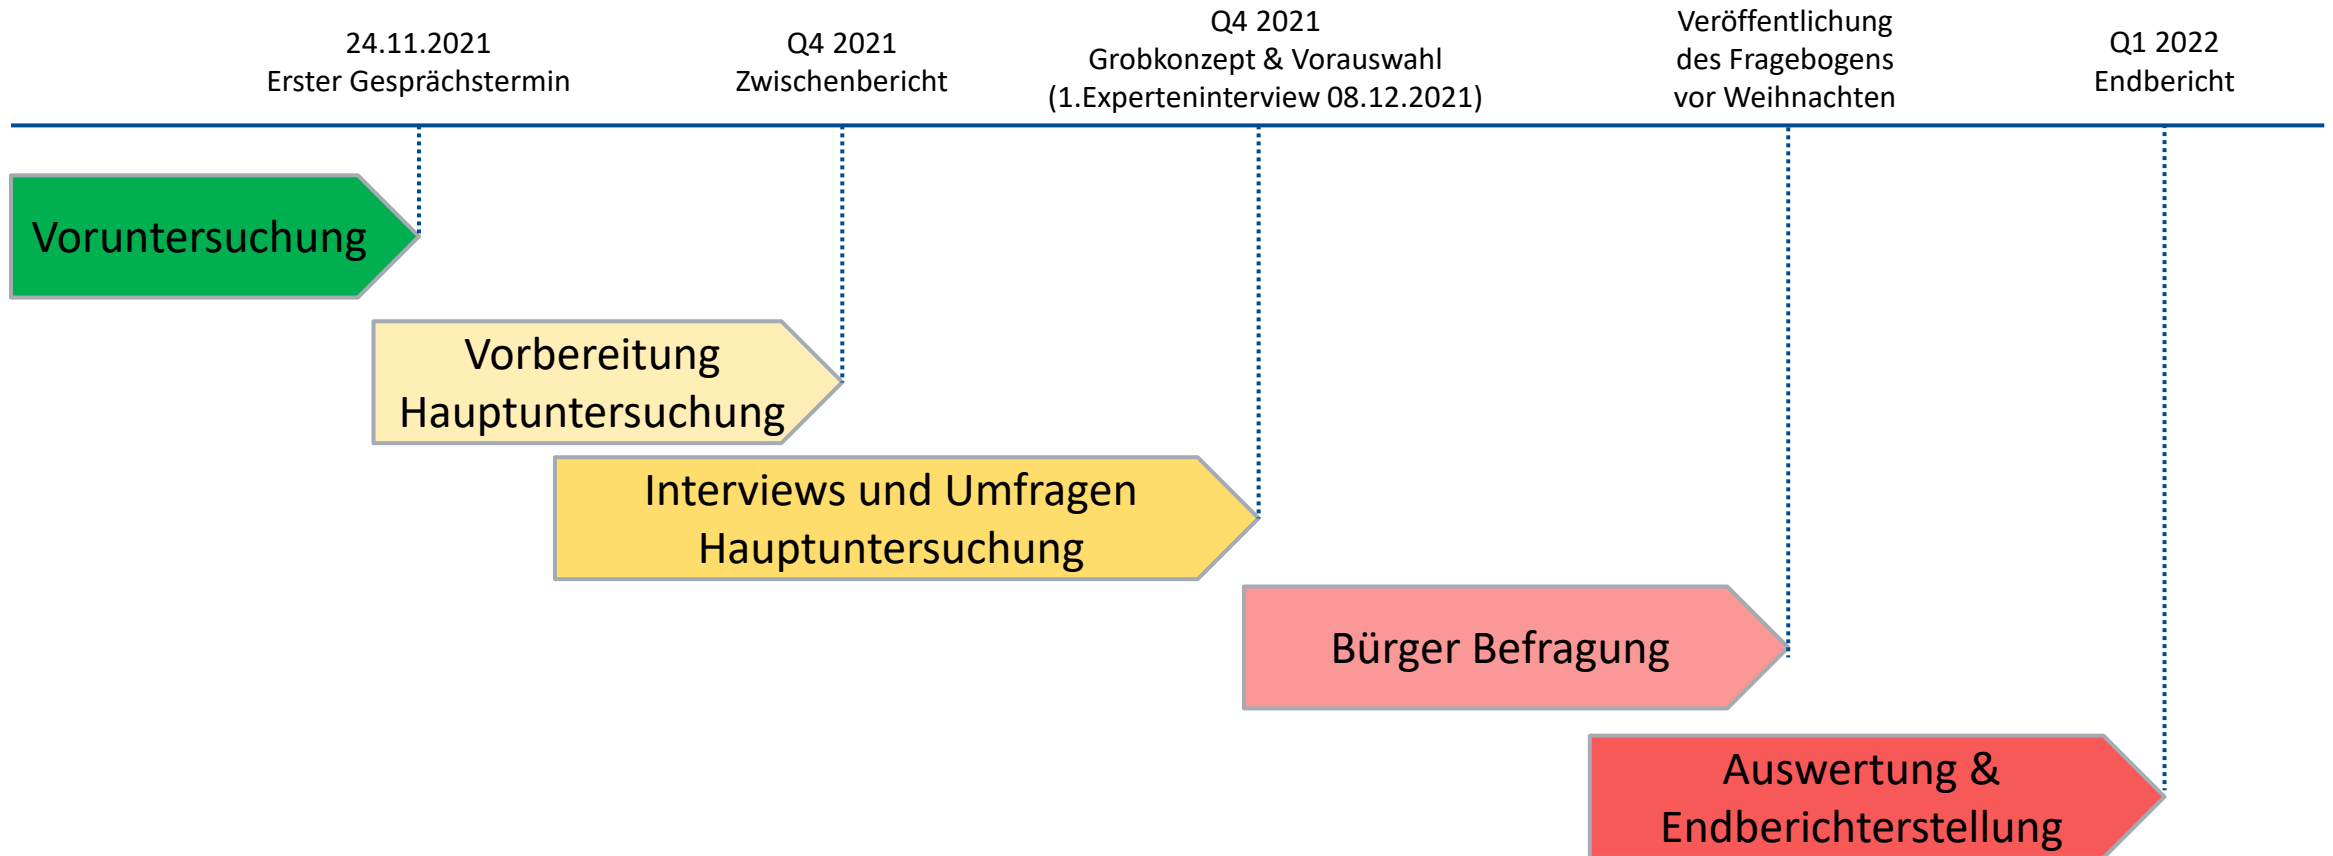 24.11.2021
Erster Gesprächstermin
Q4 2021
Zwischenbericht
Q4 2021
Grobkonzept & Vorauswahl
(1.Experteninterview 08.12.2021)
Veröffentlichung
des Fragebogens
vor Weihnachten
Q1 2022
Endbericht
Voruntersuchung
Vorbereitung
Hauptuntersuchung
Interviews und Umfragen
Hauptuntersuchung
Bürger Befragung
Auswertung &
Endberichterstellung